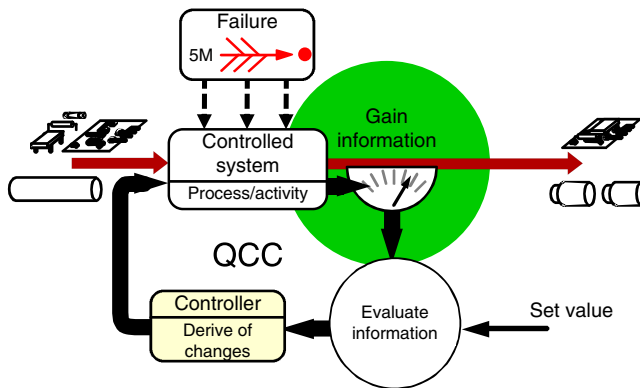 Failure
5M
Gain
information
Controlled
system
Process/activity
QCC
Controller
Derive of
changes
Evaluate
information
Set value